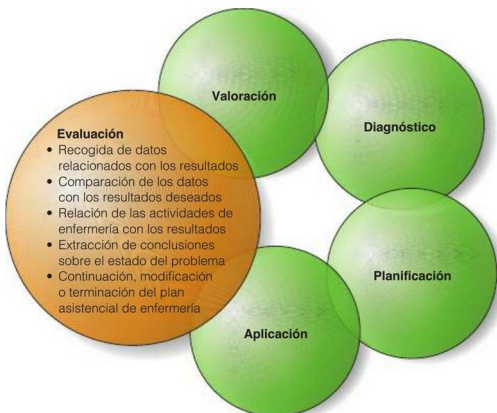 Valoración
Diagnóstico
Evaluación
• Recogida de datos
relacionados con los resultados
• Comparación de los datos
con los resultados deseados
• Relación de las actividades de
enfermería con los resultados
• Extracción de conclusiones
sobre el estado del problema
• Continuación, modificación
o terminación del plan
asistencial de enfermería
Planificación
Aplicación